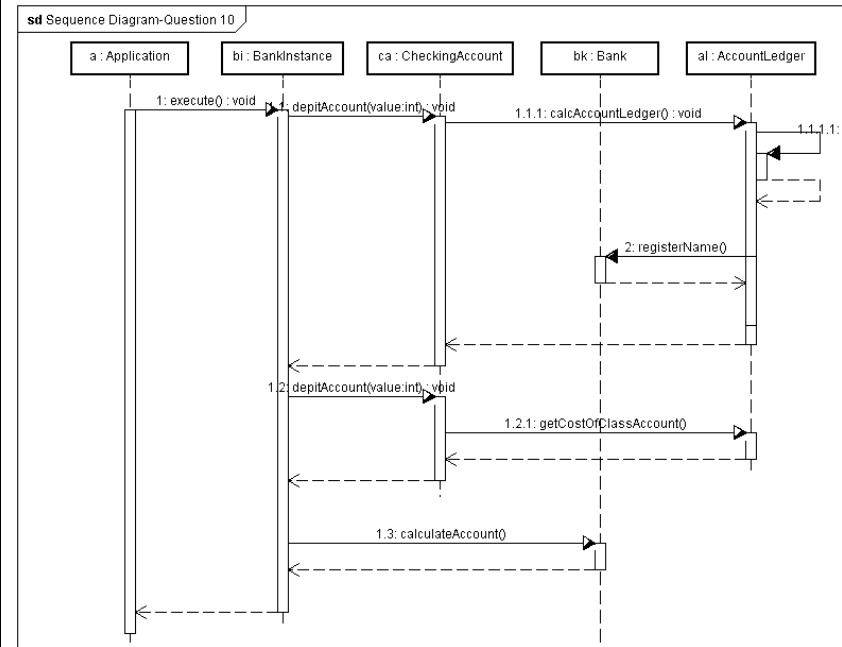 sd Sequence Diagram-Question 10
a : Application
bi : BankInstance
ca : CheckingAccount
bk : Bank
al : AccountLedger
1: execute() : void
1.1: depitAccount(value:int) : void
1.1.1: calcAccountLedger() : void
1.1.1.1:
2: registerName()
1.2: depitAccount(value:int) : void
1.2.1: getCostOfClassAccount()
1.3: calculateAccount()